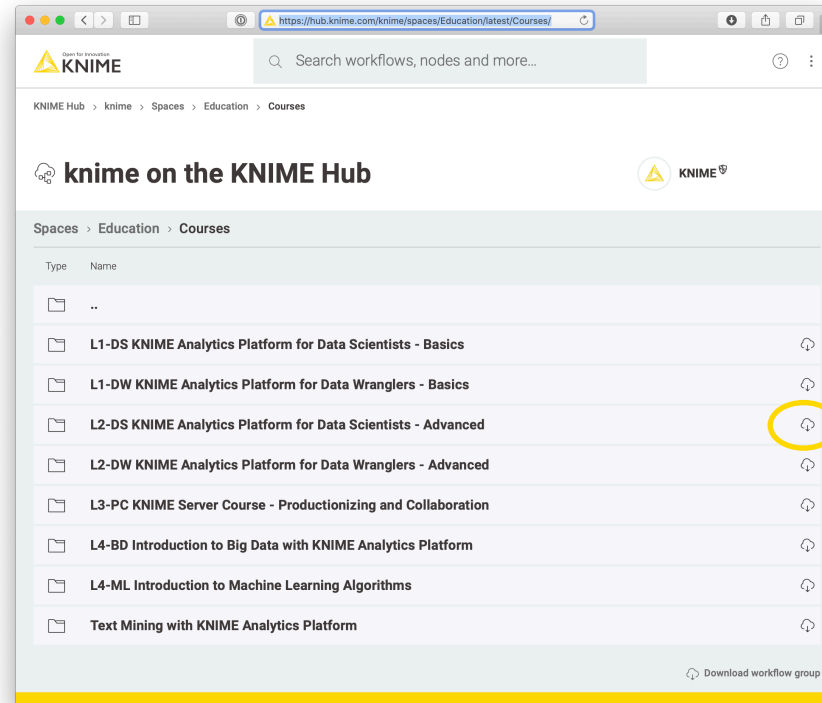 https://hub.knime.com/knime/spaces/Education/latest/Courses/
Open for Innovation
KNIME
Search workflows, nodes and more...
?
KNIME Hub > knime > Spaces > Education > Courses
knime on the KNIME Hub
KNIME
Spaces > Education > Courses
Type Name
..
L1-DS KNIME Analytics Platform for Data Scientists - Basics
L1-DW KNIME Analytics Platform for Data Wranglers - Basics
L2-DS KNIME Analytics Platform for Data Scientists - Advanced
L2-DW KNIME Analytics Platform for Data Wranglers - Advanced
L3-PC KNIME Server Course - Productionizing and Collaboration
L4-BD Introduction to Big Data with KNIME Analytics Platform
L4-ML Introduction to Machine Learning Algorithms
Text Mining with KNIME Analytics Platform
Download workflow group